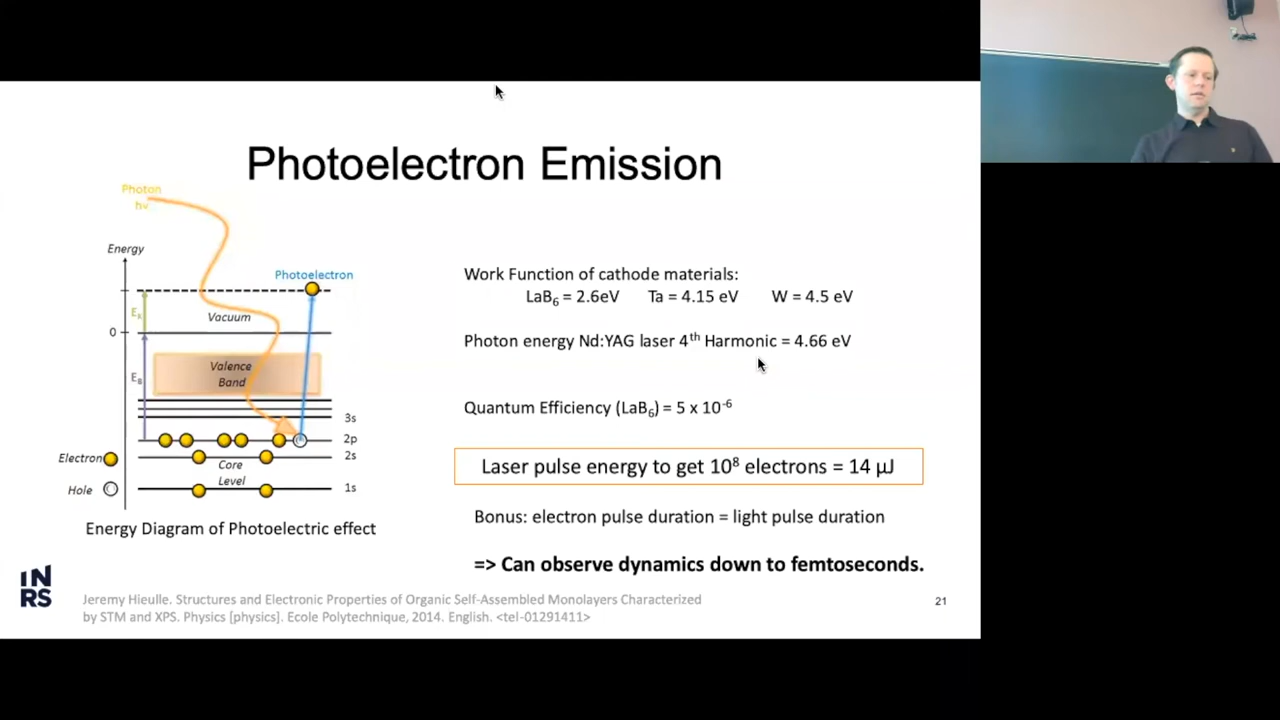 Photoelectron Emission
Photon
hν
Energy
Photoelectron
Eₖ
Vacuum
0
Valence
Band
E_B
3s
2p
2s
Core
Level
1s
Electron
Hole
Energy Diagram of Photoelectric effect
Work Function of cathode materials:
LaB₆ = 2.6eV Ta = 4.15 eV W = 4.5 eV
Photon energy Nd:YAG laser 4ᵗʰ Harmonic = 4.66 eV
Quantum Efficiency (LaB₆) = 5 x 10⁻⁶
Laser pulse energy to get 10⁸ electrons = 14 µJ
Bonus: electron pulse duration = light pulse duration
=> Can observe dynamics down to femtoseconds.
IN
RS
Jeremy Hieulle. Structures and Electronic Properties of Organic Self-Assembled Monolayers Characterized
by STM and XPS. Physics [physics]. Ecole Polytechnique, 2014. English. <tel-01291411>
21